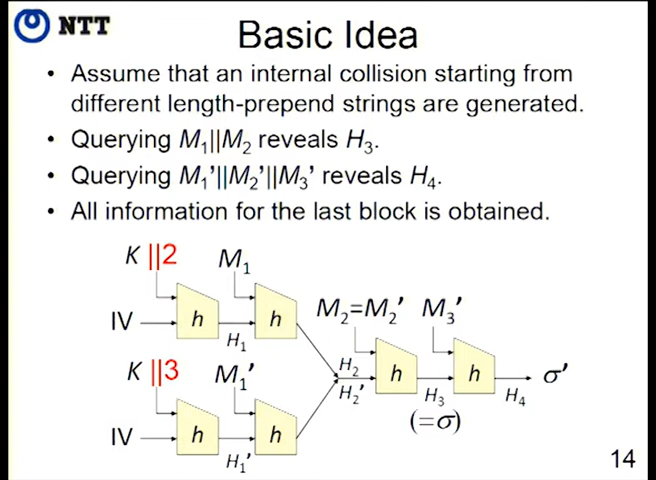 NTT
Basic Idea
• Assume that an internal collision starting from
different length-prepend strings are generated.
• Querying M₁||M₂ reveals H₃.
• Querying M₁'||M₂'||M₃' reveals H₄.
• All information for the last block is obtained.
K ||2 M₁
IV h h M₂=M₂' M₃'
H₁
K ||3 M₁' H₂ h h σ'
H₂' H₃ H₄
(=σ)
IV h h
H₁'
14